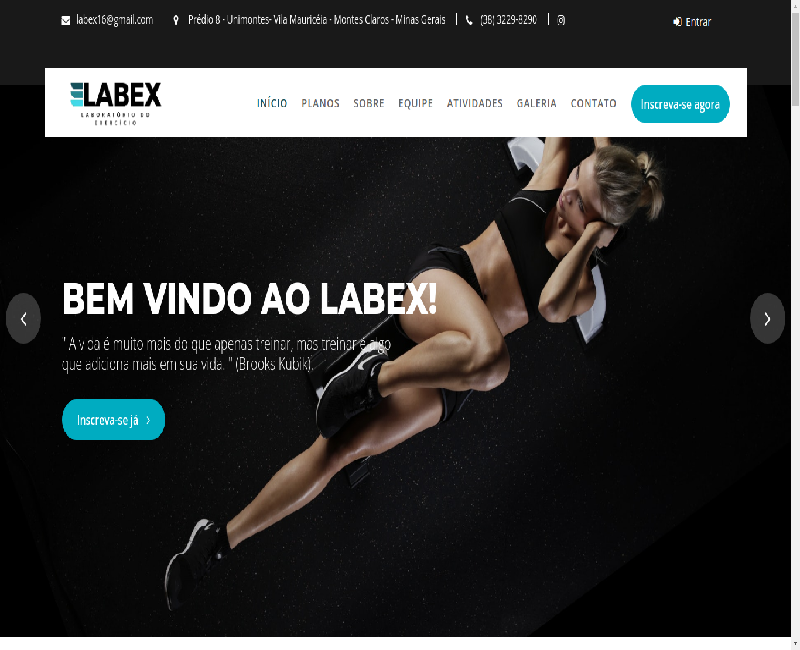 labex16@gmail.com
Prédio 8 - Unimontes- Vila Mauricéia - Montes Claros - Minas Gerais
(38) 3229-8290
Entrar
LABEX
LABORATÓRIO DO
EXERCÍCIO
INÍCIO
PLANOS
SOBRE
EQUIPE
ATIVIDADES
GALERIA
CONTATO
Inscreva-se agora
BEM VINDO AO LABEX!
" A vida é muito mais do que apenas treinar, mas treinar é algo
que adiciona mais em sua vida. " (Brooks Kubik).
Inscreva-se já